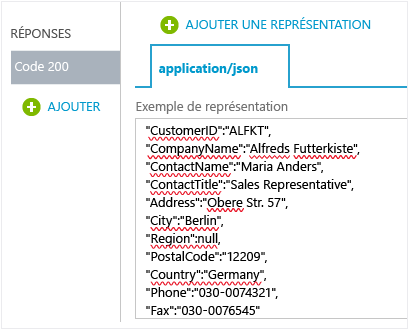 RÉPONSES
Code 200
AJOUTER
AJOUTER UNE REPRÉSENTATION
application/json
Exemple de représentation
"CustomerID":"ALFKT",
"CompanyName":"Alfreds Futterkiste",
"ContactName":"Maria Anders",
"ContactTitle":"Sales Representative",
"Address":"Obere Str. 57",
"City":"Berlin",
"Region":null,
"PostalCode":"12209",
"Country":"Germany",
"Phone":"030-0074321",
"Fax":"030-0076545"